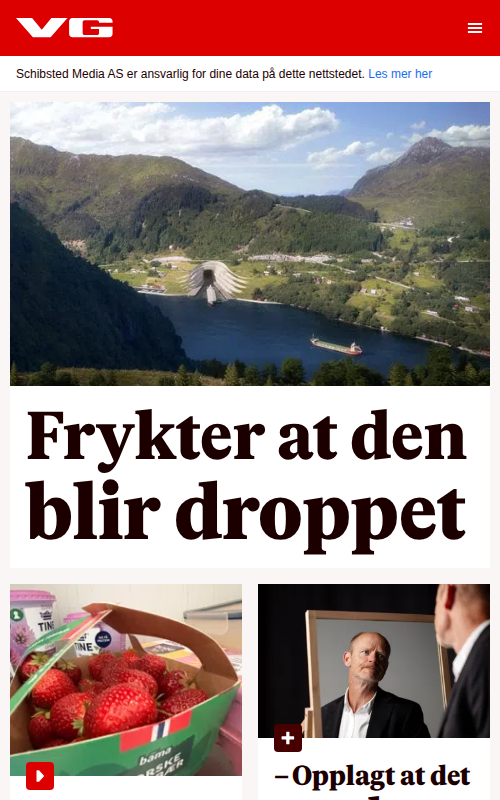 VG
Schibsted Media AS er ansvarlig for dine data på dette nettstedet. Les mer her
Frykter at den
blir droppet
TINE
TINE
bama
NORSKE
– Opplagt at det